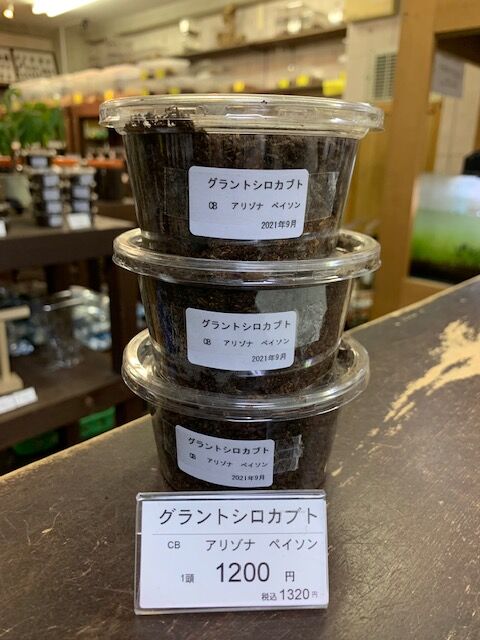 グラントシロカブト
CB アリゾナ ペイソン
2021年9月
グラントシロカブト
CB アリゾナ ペイソン
2021年9月
グラントシロカブト
CB アリゾナ ペイソン
2021年9月
グラントシロカブト
CB アリゾナ ペイソン
1頭 1200 円
税込 1320円